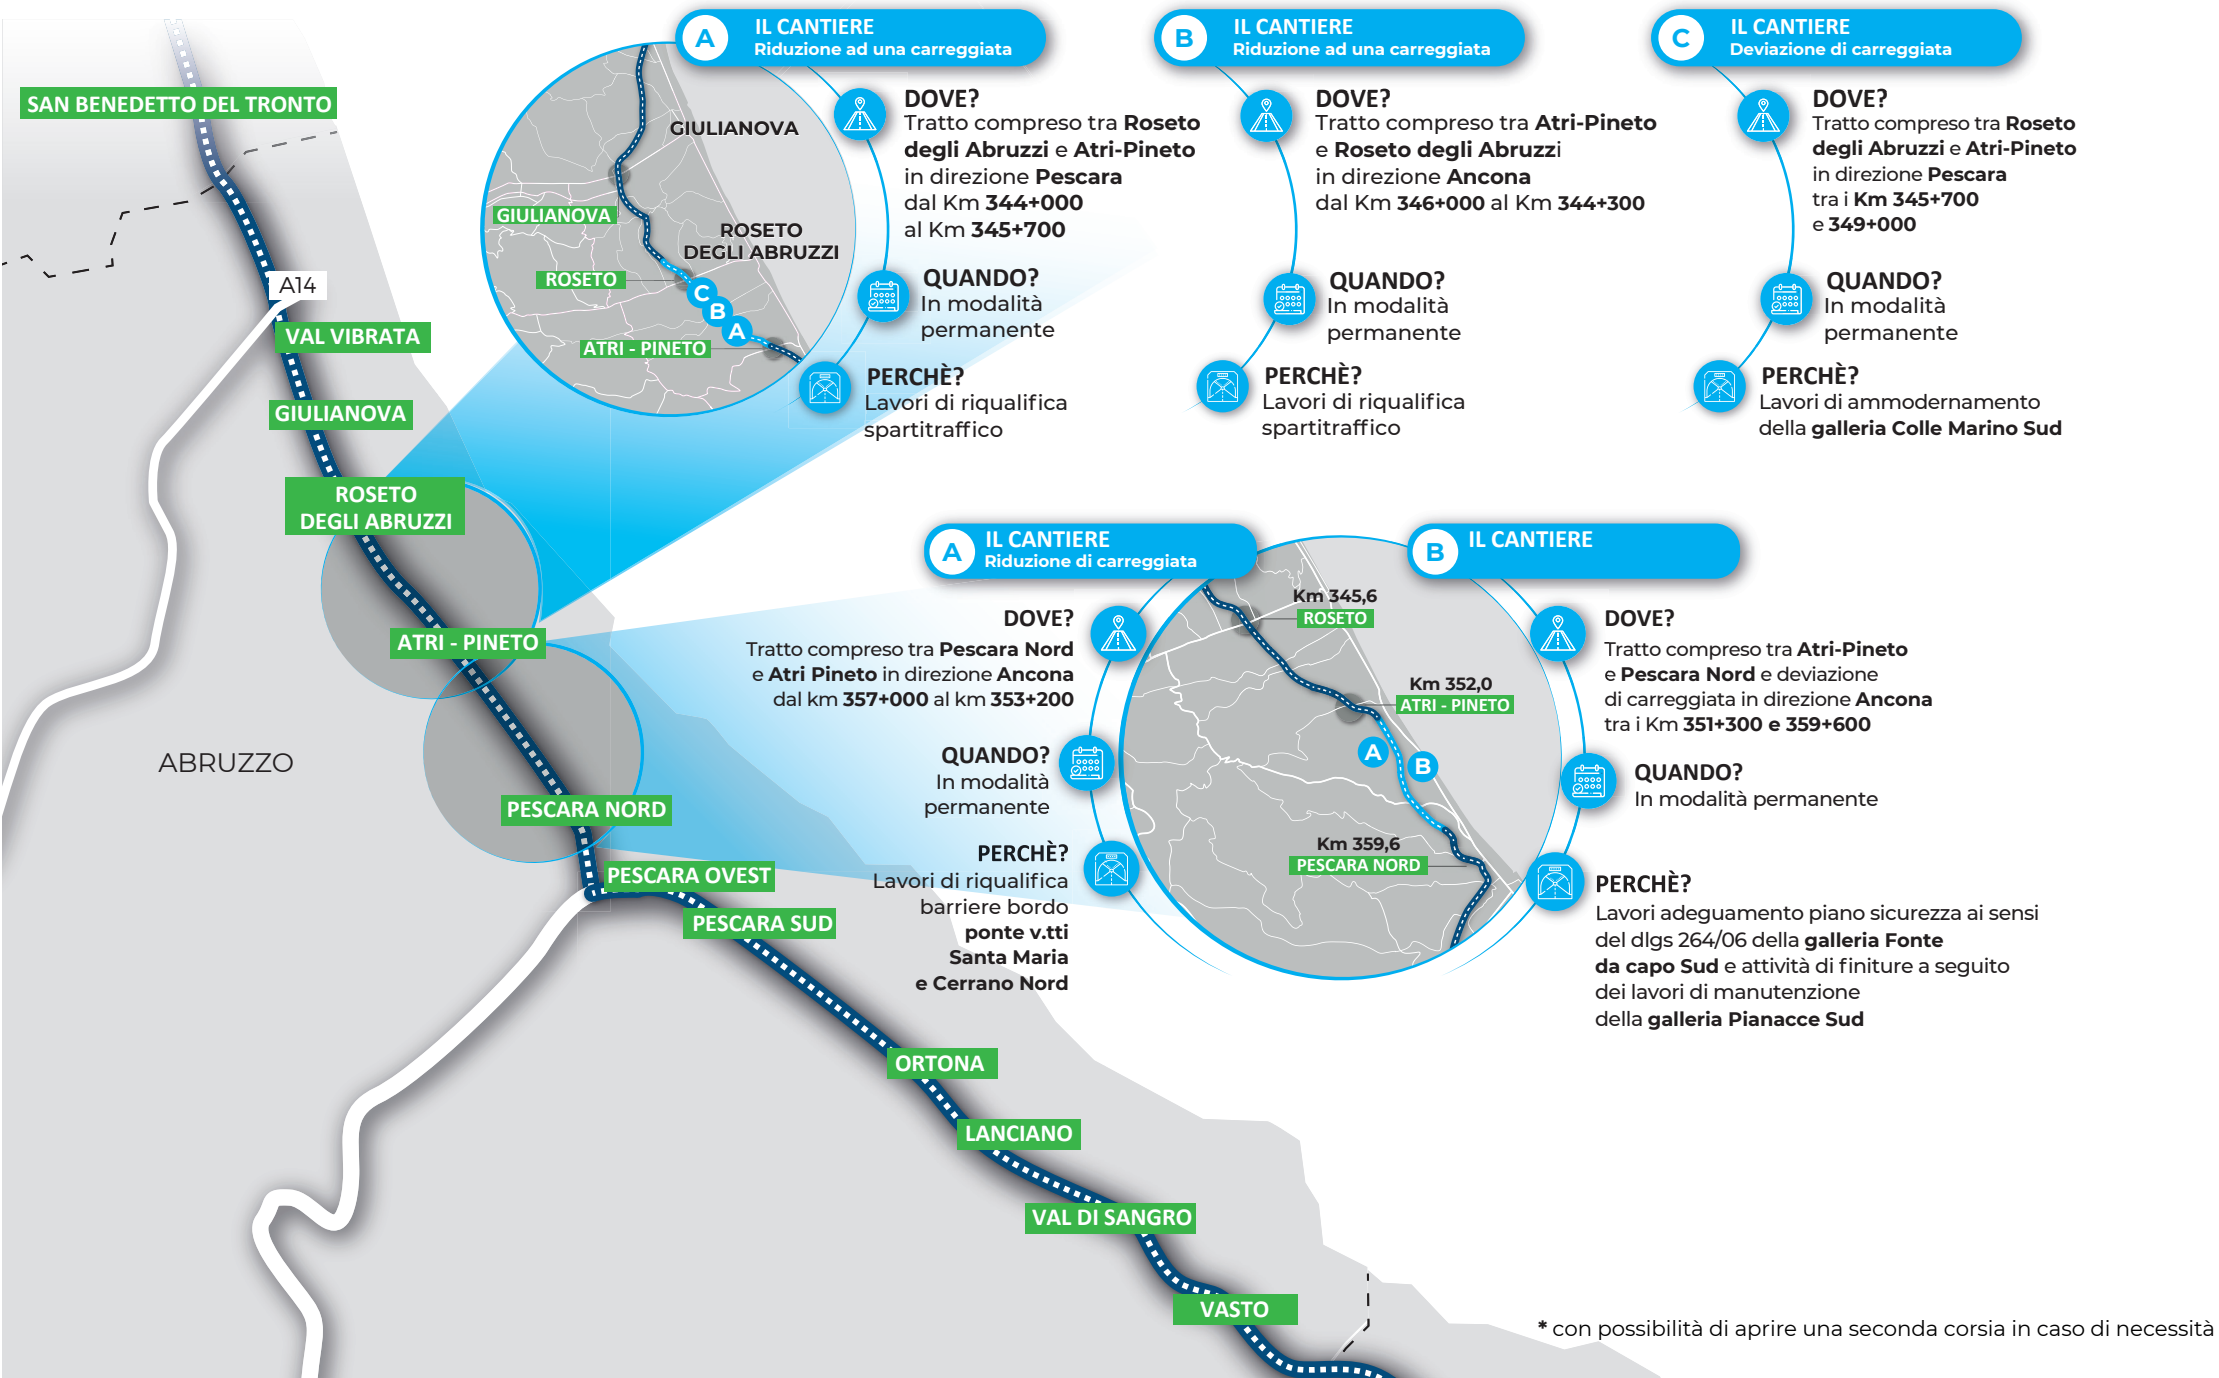 SAN BENEDETTO DEL TRONTO
A14
VAL VIBRATA
GIULIANOVA
ROSETO
DEGLI ABRUZZI
ATRI - PINETO
ABRUZZO
PESCARA NORD
PESCARA OVEST
PESCARA SUD
ORTONA
LANCIANO
VAL DI SANGRO
VASTO
GIULIANOVA
GIULIANOVA
ROSETO
DEGLI ABRUZZI
ROSETO
C
B
A
ATRI - PINETO
A
IL CANTIERE
Riduzione ad una carreggiata
DOVE?
Tratto compreso tra Roseto
degli Abruzzi e Atri-Pineto
in direzione Pescara
dal Km 344+000
al Km 345+700
QUANDO?
In modalità
permanente
PERCHÈ?
Lavori di riqualifica
spartitraffico
B
IL CANTIERE
Riduzione ad una carreggiata
DOVE?
Tratto compreso tra Atri-Pineto
e Roseto degli Abruzzi
in direzione Ancona
dal Km 346+000 al Km 344+300
QUANDO?
In modalità
permanente
PERCHÈ?
Lavori di riqualifica
spartitraffico
C
IL CANTIERE
Deviazione di carreggiata
DOVE?
Tratto compreso tra Roseto
degli Abruzzi e Atri-Pineto
in direzione Pescara
tra i Km 345+700
e 349+000
QUANDO?
In modalità
permanente
PERCHÈ?
Lavori di ammodernamento
della galleria Colle Marino Sud
A
IL CANTIERE
Riduzione di carreggiata
DOVE?
Tratto compreso tra Pescara Nord
e Atri Pineto in direzione Ancona
dal km 357+000 al km 353+200
QUANDO?
In modalità
permanente
PERCHÈ?
Lavori di riqualifica
barriere bordo
ponte v.tti
Santa Maria
e Cerrano Nord
Km 345,6
ROSETO
Km 352,0
ATRI - PINETO
A
B
Km 359,6
PESCARA NORD
B
IL CANTIERE
DOVE?
Tratto compreso tra Atri-Pineto
e Pescara Nord e deviazione
di carreggiata in direzione Ancona
tra i Km 351+300 e 359+600
QUANDO?
In modalità permanente
PERCHÈ?
Lavori adeguamento piano sicurezza ai sensi
del dlgs 264/06 della galleria Fonte
da capo Sud e attività di finiture a seguito
dei lavori di manutenzione
della galleria Pianacce Sud
* con possibilità di aprire una seconda corsia in caso di necessità